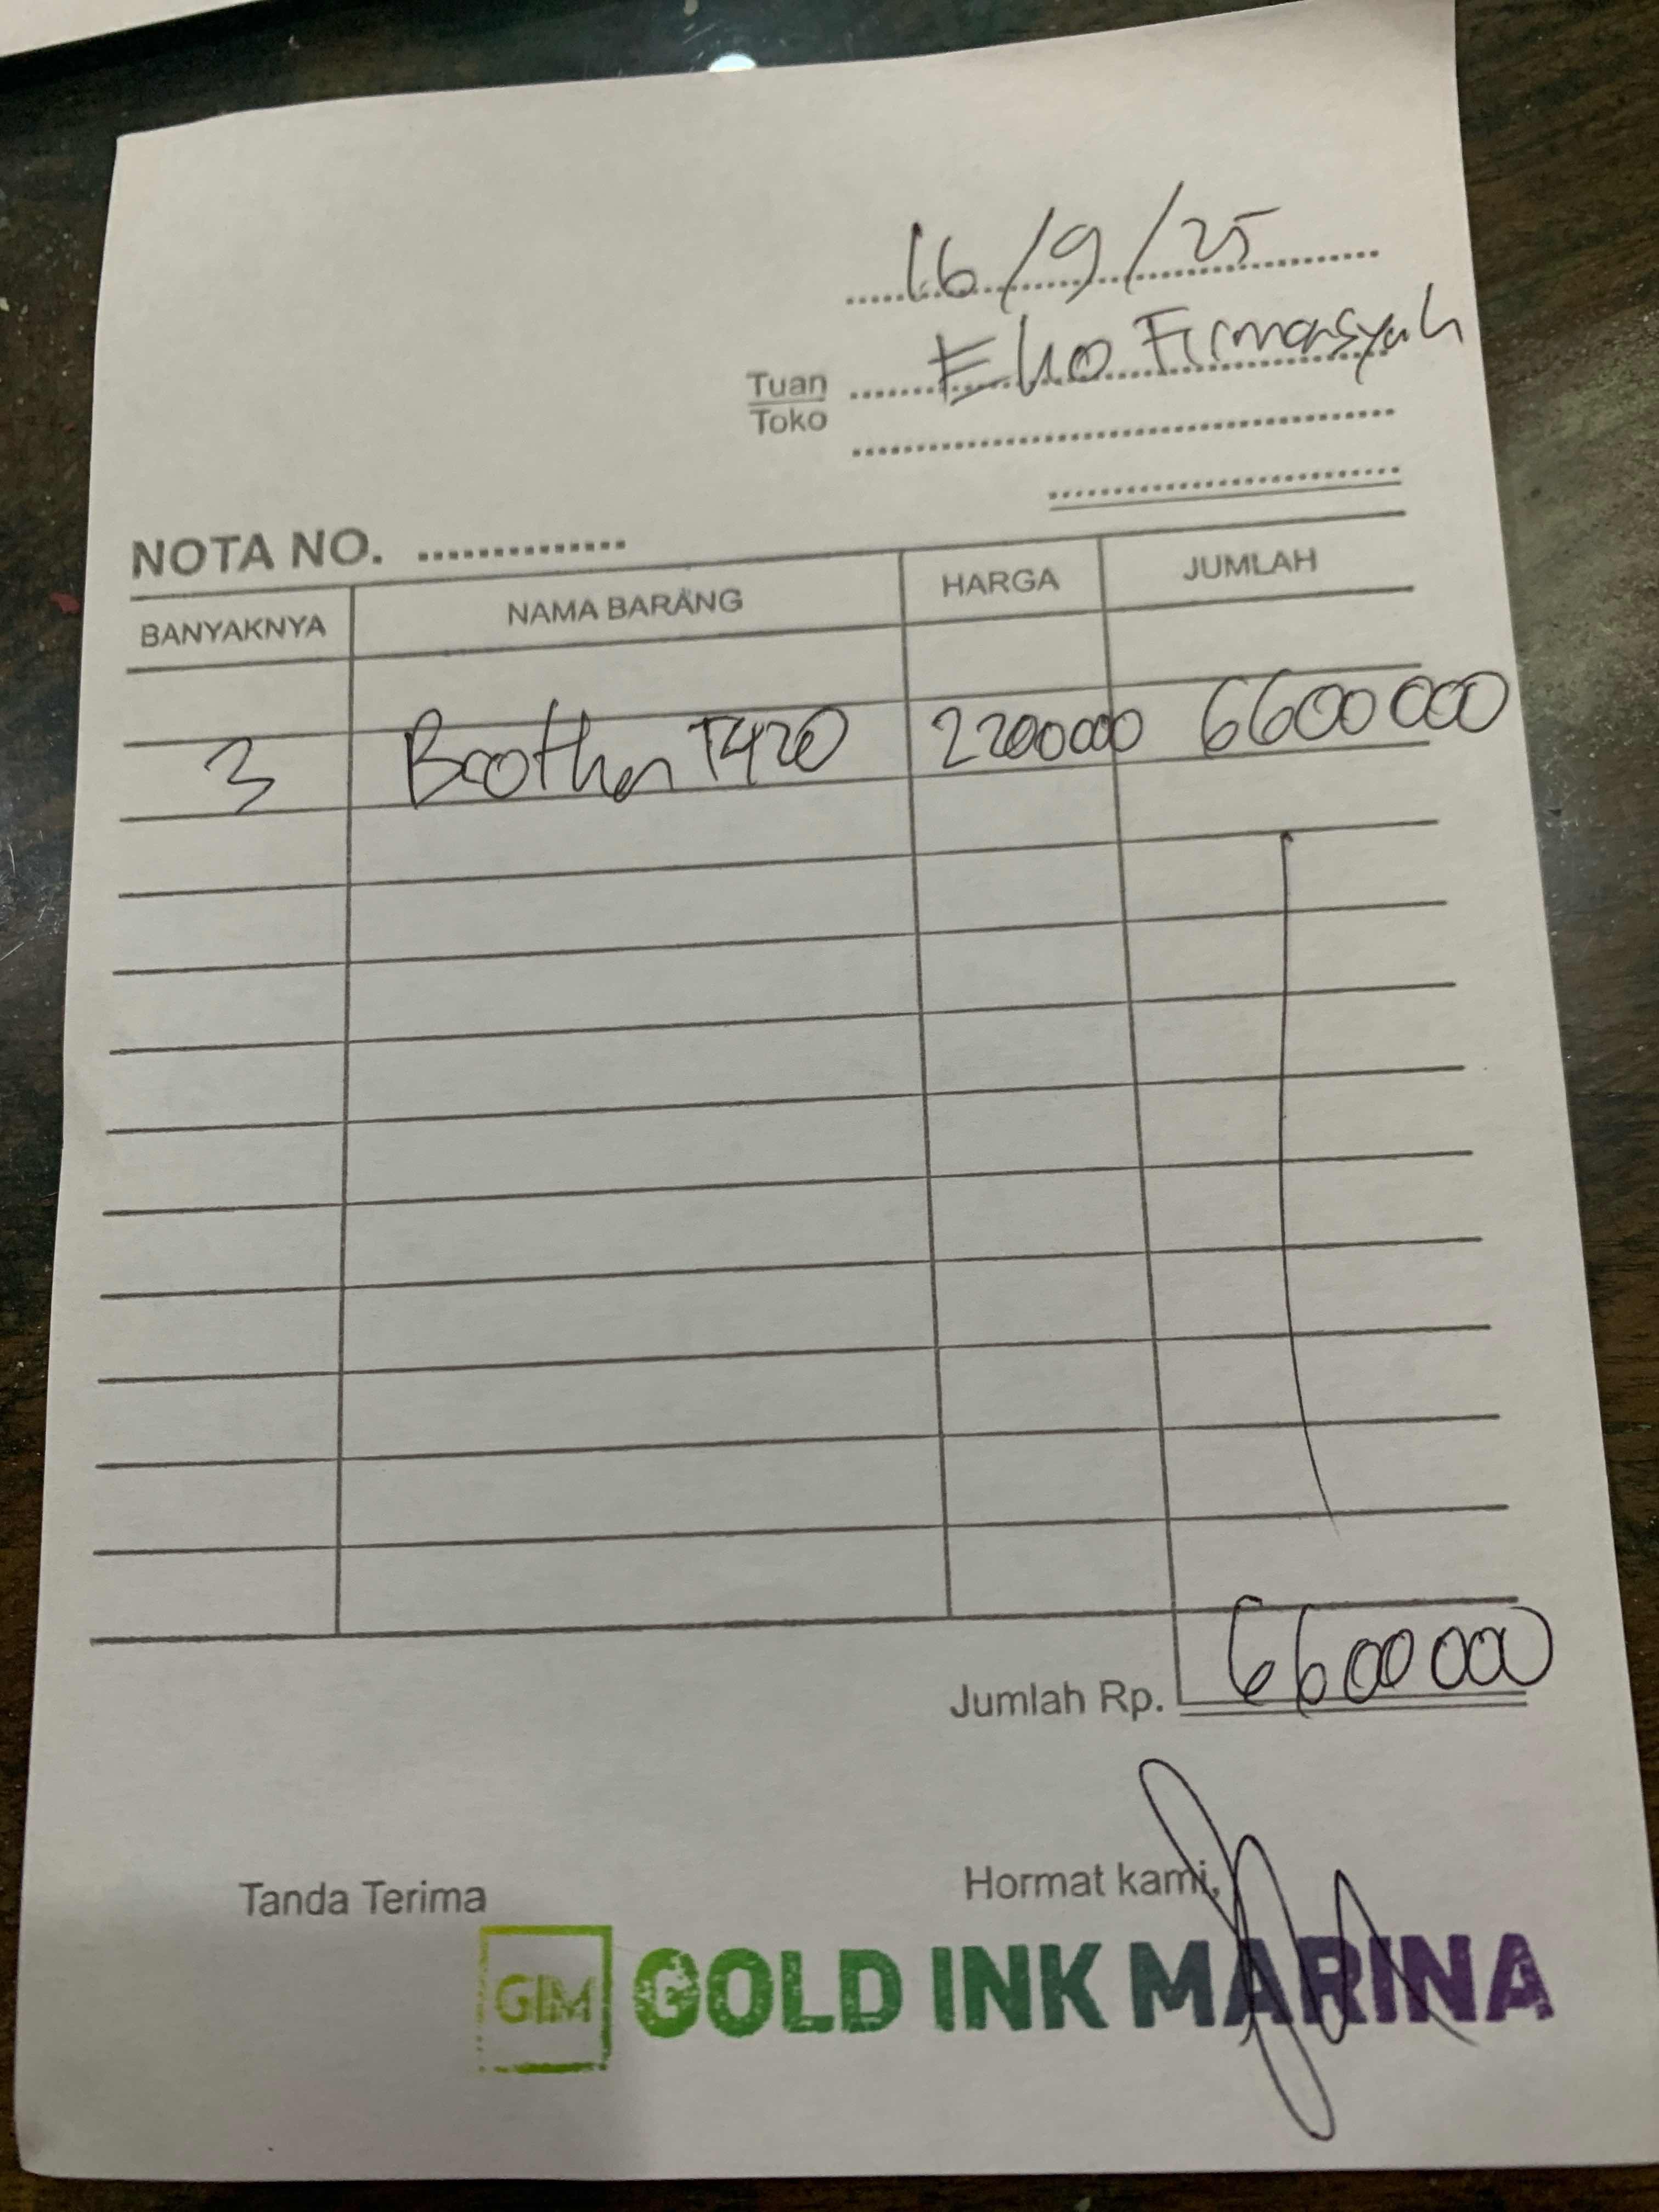 16/9/25
Tuan Eko Firmansyah
Toko
NOTA NO. ..............
BANYAKNYA NAMA BARANG HARGA JUMLAH
3 Brother T420 2200000 6600000
Jumlah Rp. 6600000
Tanda Terima Hormat kami,
GIM GOLD INK MARINA